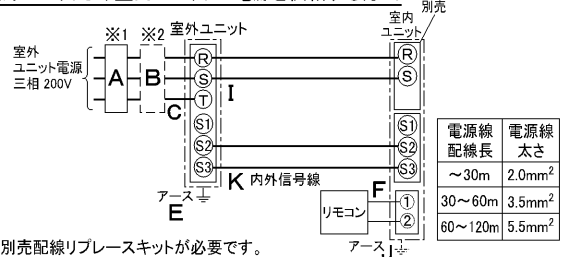 別売
※1 ※2 室外ユニット
室内
ユニット
室外
ユニット電源
三相 200V
A B
C
R
S
T
S1
S2
S3
I
R
S
S1
S2
S3
K 内外信号線
F
アース
E
リモコン
①
②
アース
J
電源線
配線長
電源線
太さ
～30m 2.0mm²
30～60m 3.5mm²
60～120m 5.5mm²
別売配線リプレースキットが必要です。